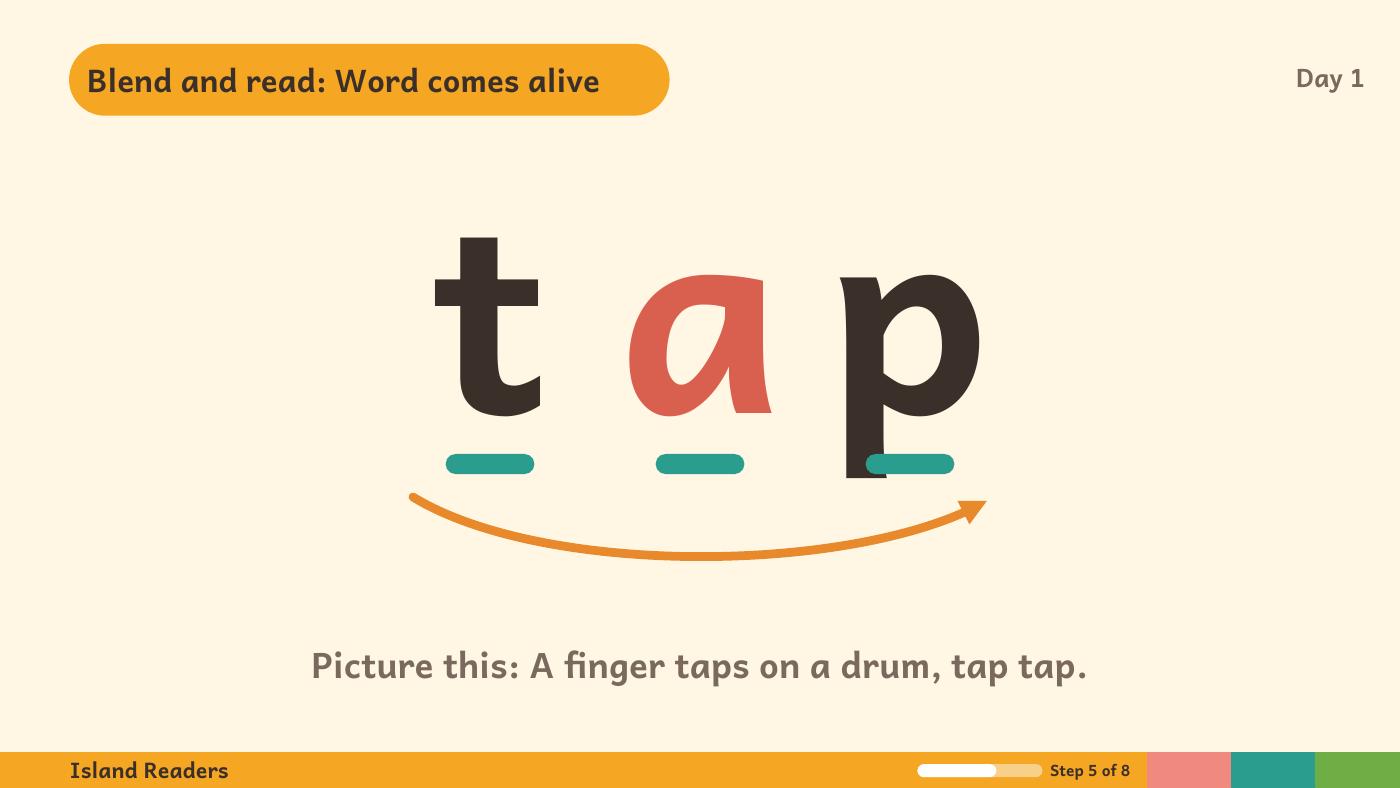 Blend and read: Word comes alive
Day 1
t a p
Picture this: A finger taps on a drum, tap tap.
Island Readers
Step 5 of 8